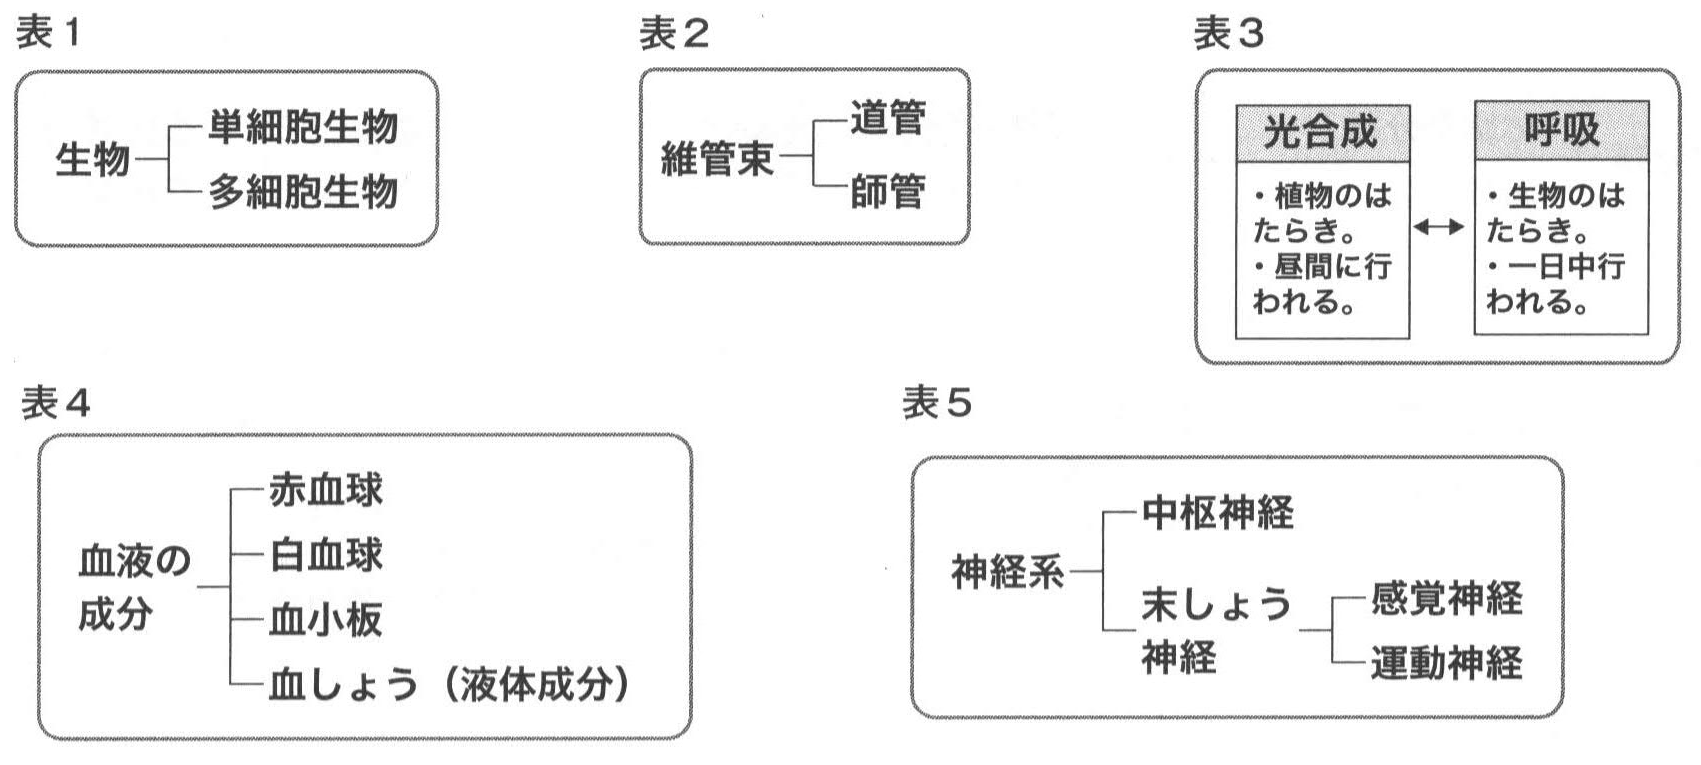 表1
生物
単細胞生物
多細胞生物
表2
維管束
道管
師管
表3
光合成
・植物のは
たらき。
・昼間に行
われる。
呼吸
・生物のは
たらき。
・一日中行
われる。
表4
血液の
成分
赤血球
白血球
血小板
血しょう（液体成分）
表5
神経系
中枢神経
末しょう
神経
感覚神経
運動神経